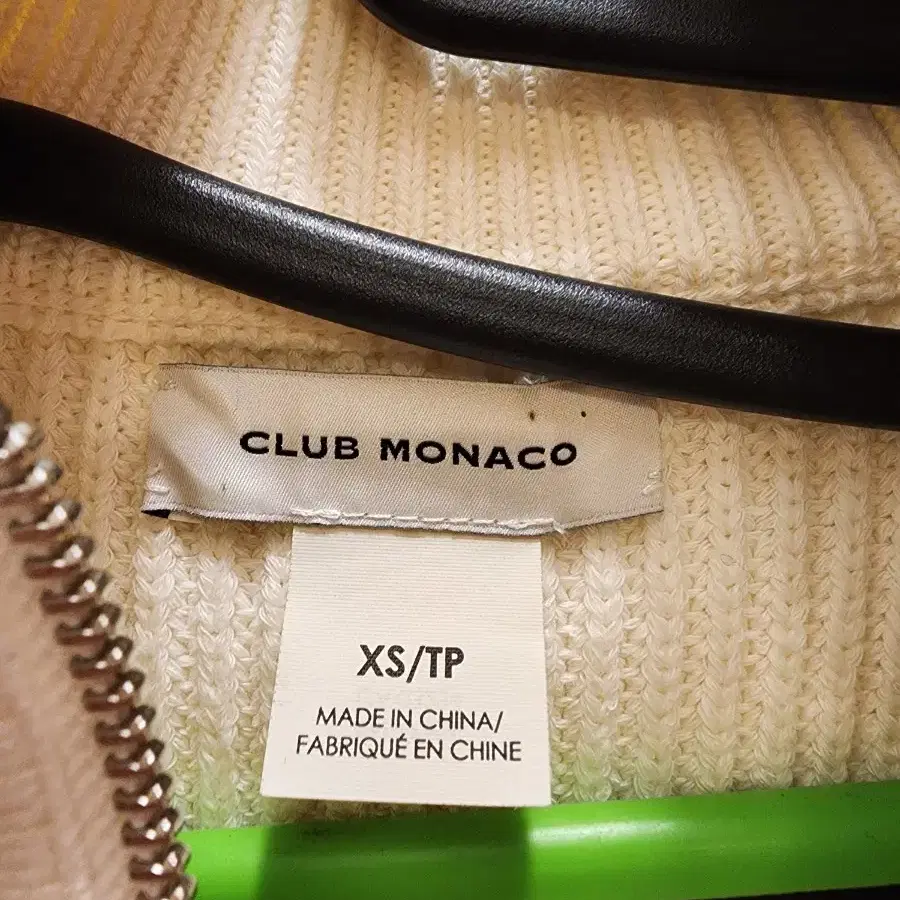 CLUB MONACO
XS/TP
MADE IN CHINA/
FABRIQUÉ EN CHINE